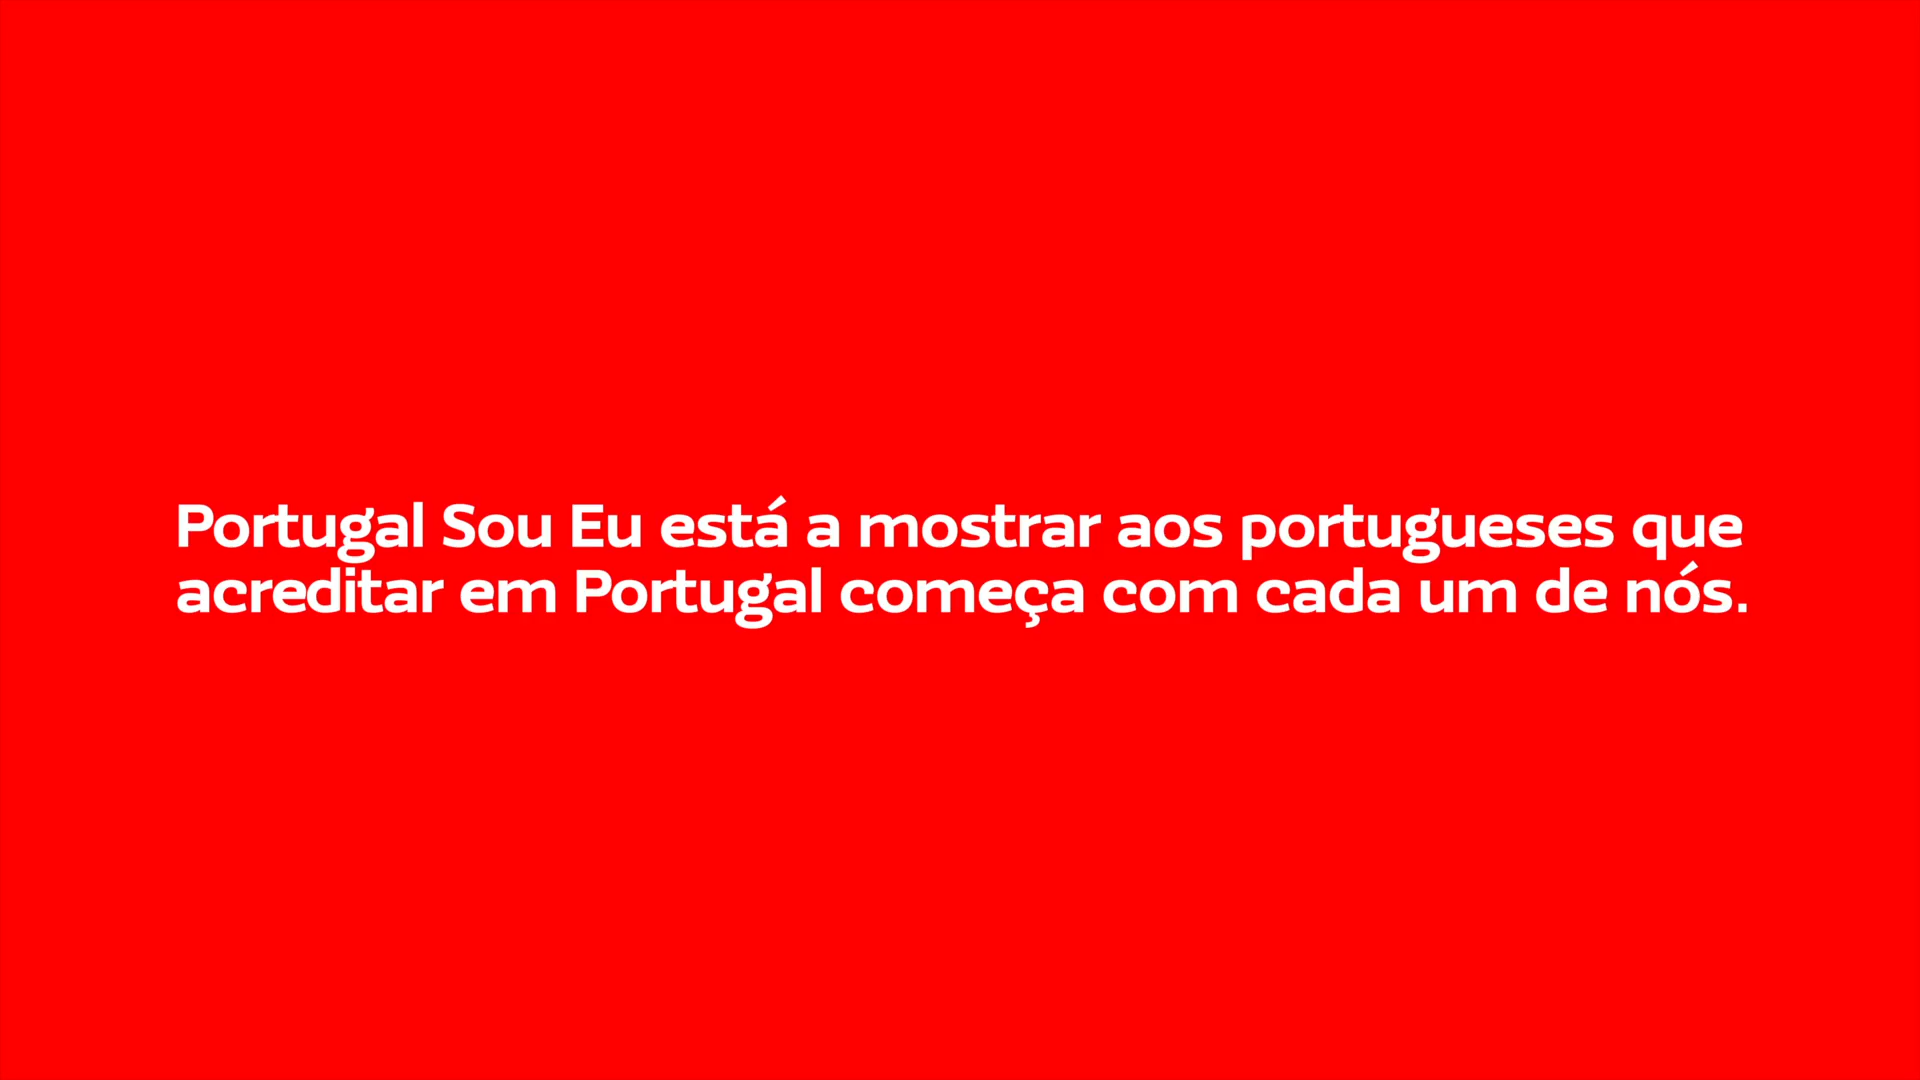 Portugal Sou Eu está a mostrar aos portugueses que
acreditar em Portugal começa com cada um de nós.